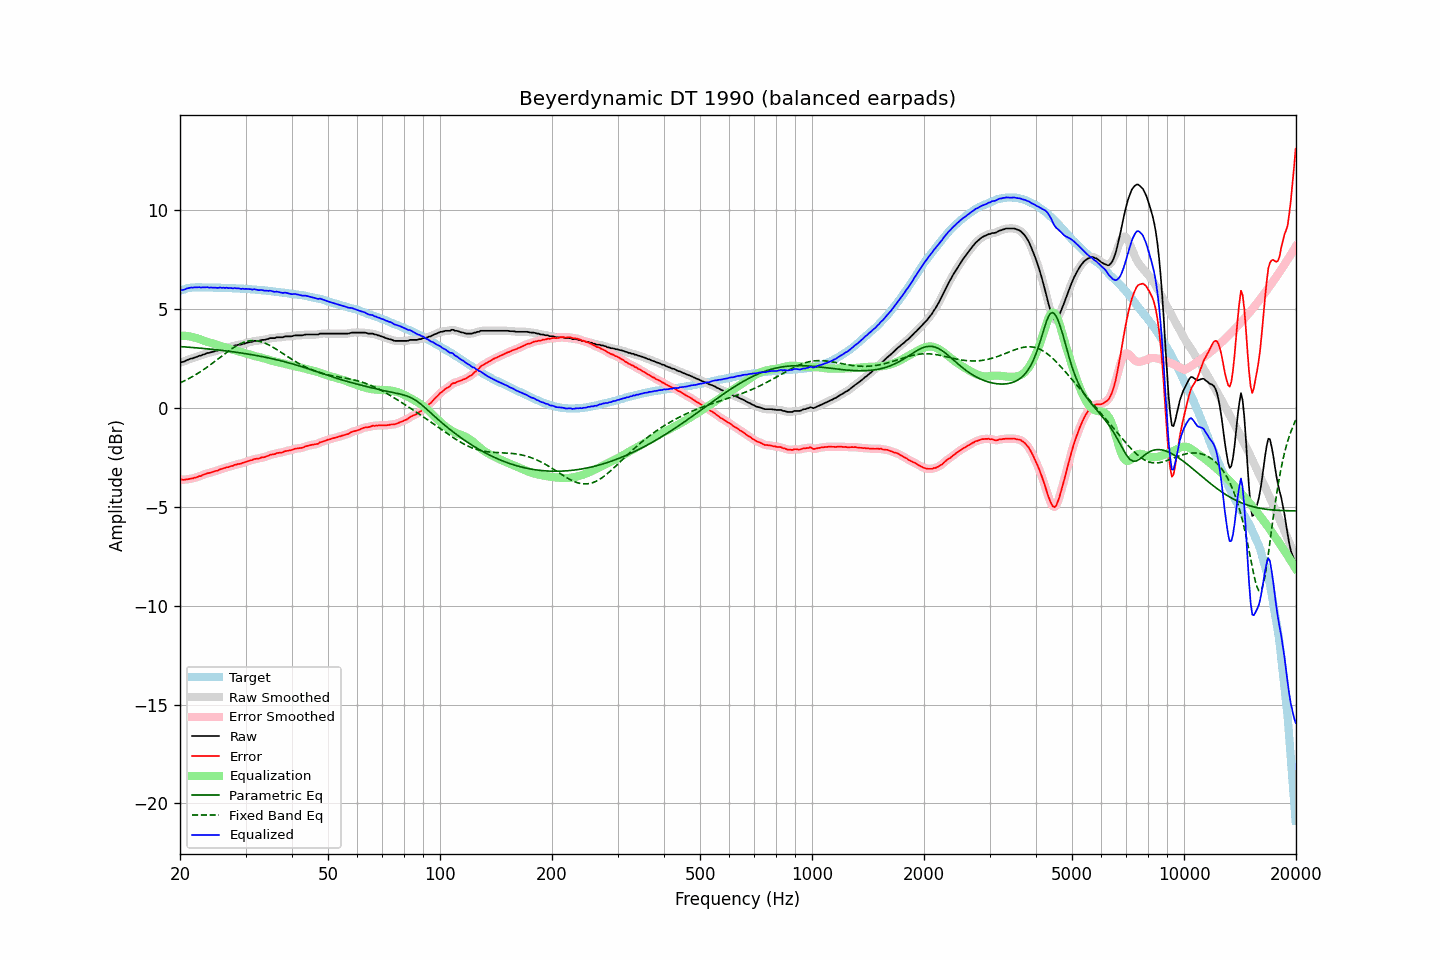 Beyerdynamic DT 1990 (balanced earpads)
Amplitude (dBr)
10
5
0
−5
−10
−15
−20
Target
Raw Smoothed
Error Smoothed
Raw
Error
Equalization
Parametric Eq
Fixed Band Eq
Equalized
20 50 100 200 500 1000 2000 5000 10000 20000
Frequency (Hz)